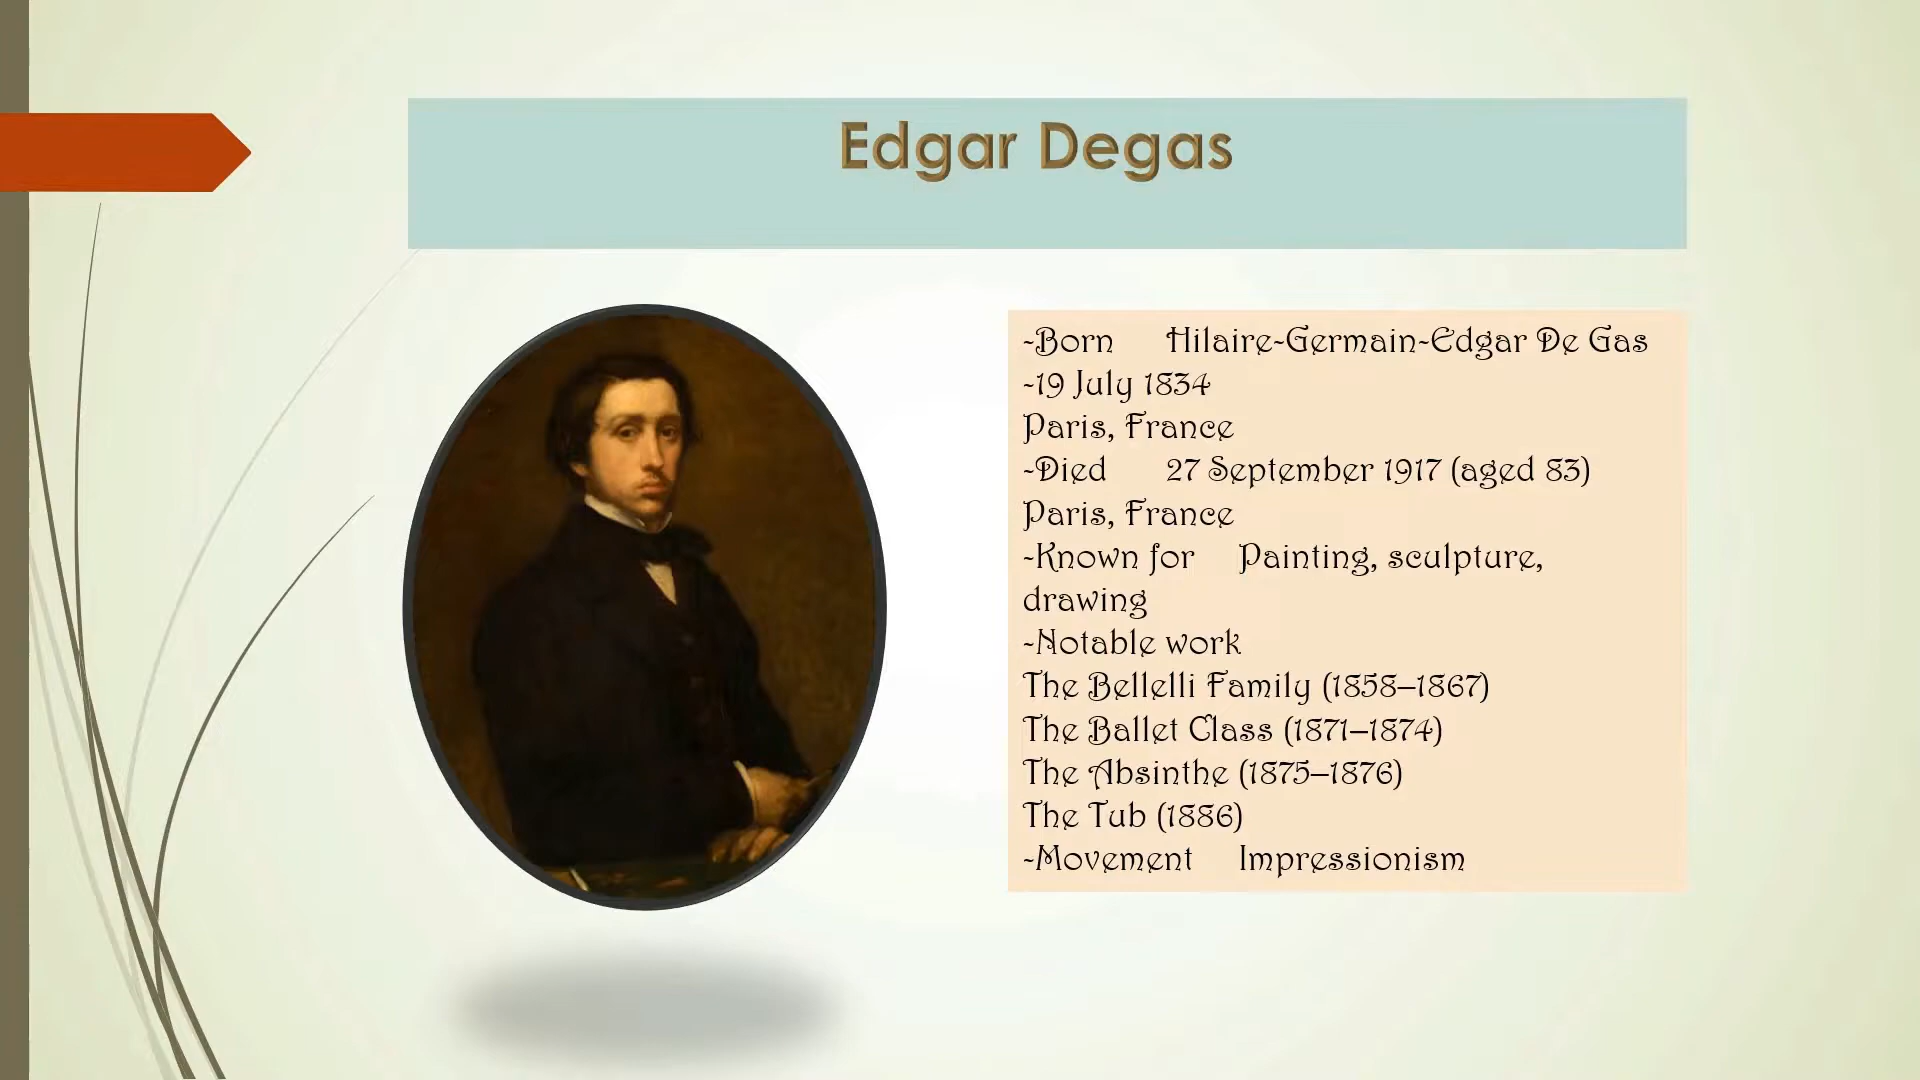 Edgar Degas
-Born Hilaire-Germain-Edgar De Gas
-19 July 1834
Paris, France
-Died 27 September 1917 (aged 83)
Paris, France
-Known for Painting, sculpture,
drawing
-Notable work
The Bellelli Family (1858–1867)
The Ballet Class (1871–1874)
The Absinthe (1875–1876)
The Tub (1886)
-Movement Impressionism